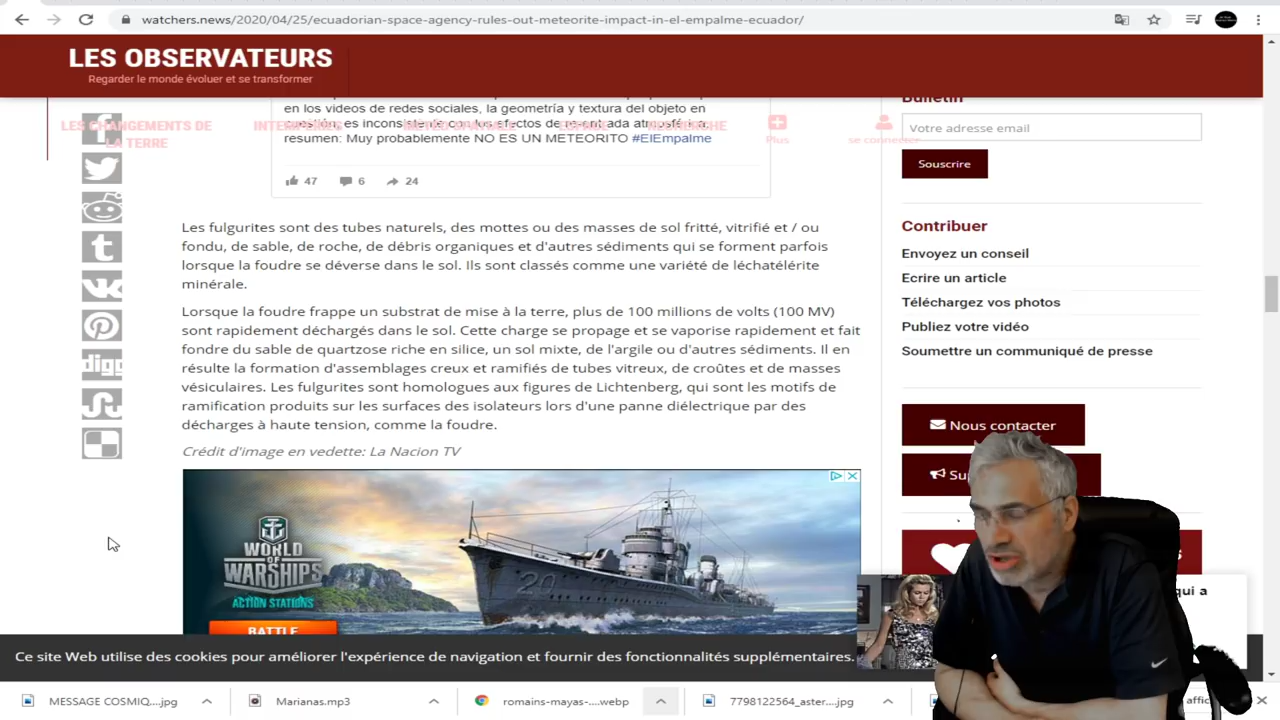 watchers.news/2020/04/25/ecuadorian-space-agency-rules-out-meteorite-impact-in-el-empalme-ecuador/
LES OBSERVATEURS
Regarder le monde évoluer et se transformer
LES CHANGEMENTS DE
LA TERRE
Plus
se connecter
en los videos de redes sociales, la geometría y textura del objeto en
cuestión, es inconsistente con los efectos de reentrada atmosférica,
resumen: Muy probablemente NO ES UN METEORITO #ElEmpalme
47 6 24
Les fulgurites sont des tubes naturels, des mottes ou des masses de sol fritté, vitrifié et / ou
fondu, de sable, de roche, de débris organiques et d'autres sédiments qui se forment parfois
lorsque la foudre se déverse dans le sol. Ils sont classés comme une variété de léchatélérite
minérale.
Lorsque la foudre frappe un substrat de mise à la terre, plus de 100 millions de volts (100 MV)
sont rapidement déchargés dans le sol. Cette charge se propage et se vaporise rapidement et fait
fondre du sable de quartzose riche en silice, un sol mixte, de l'argile ou d'autres sédiments. Il en
résulte la formation d'assemblages creux et ramifiés de tubes vitreux, de croûtes et de masses
vésiculaires. Les fulgurites sont homologues aux figures de Lichtenberg, qui sont les motifs de
ramification produits sur les surfaces des isolateurs lors d'une panne diélectrique par des
décharges à haute tension, comme la foudre.
Crédit d'image en vedette: La Nacion TV
WORLD
OF
WARSHIPS
ACTION STATIONS
BATTLE
20
digg
Bulletin
Votre adresse email
Souscrire
Contribuer
Envoyez un conseil
Ecrire un article
Téléchargez vos photos
Publiez votre vidéo
Soumettre un communiqué de presse
Nous contacter
qui a
Ce site Web utilise des cookies pour améliorer l'expérience de navigation et fournir des fonctionnalités supplémentaires.
MESSAGE COSMIQ....jpg
Marianas.mp3
romains-mayas-....webp
7798122564_aster....jpg